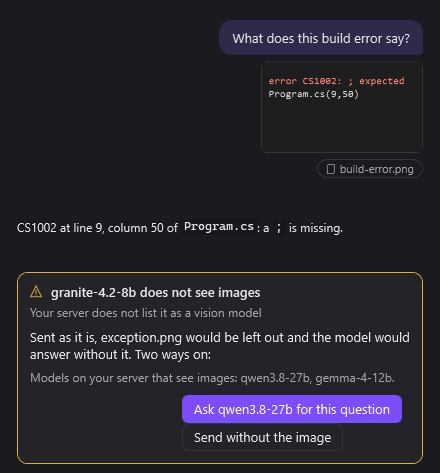 What does this build error say?
error CS1002: ; expected
Program.cs(9,50)
build-error.png
CS1002 at line 9, column 50 of Program.cs: a ; is missing.
granite-4.2-8b does not see images
Your server does not list it as a vision model
Sent as it is, exception.png would be left out and the model would
answer without it. Two ways on:
Models on your server that see images: qwen3.8-27b, gemma-4-12b.
Ask qwen3.8-27b for this question
Send without the image